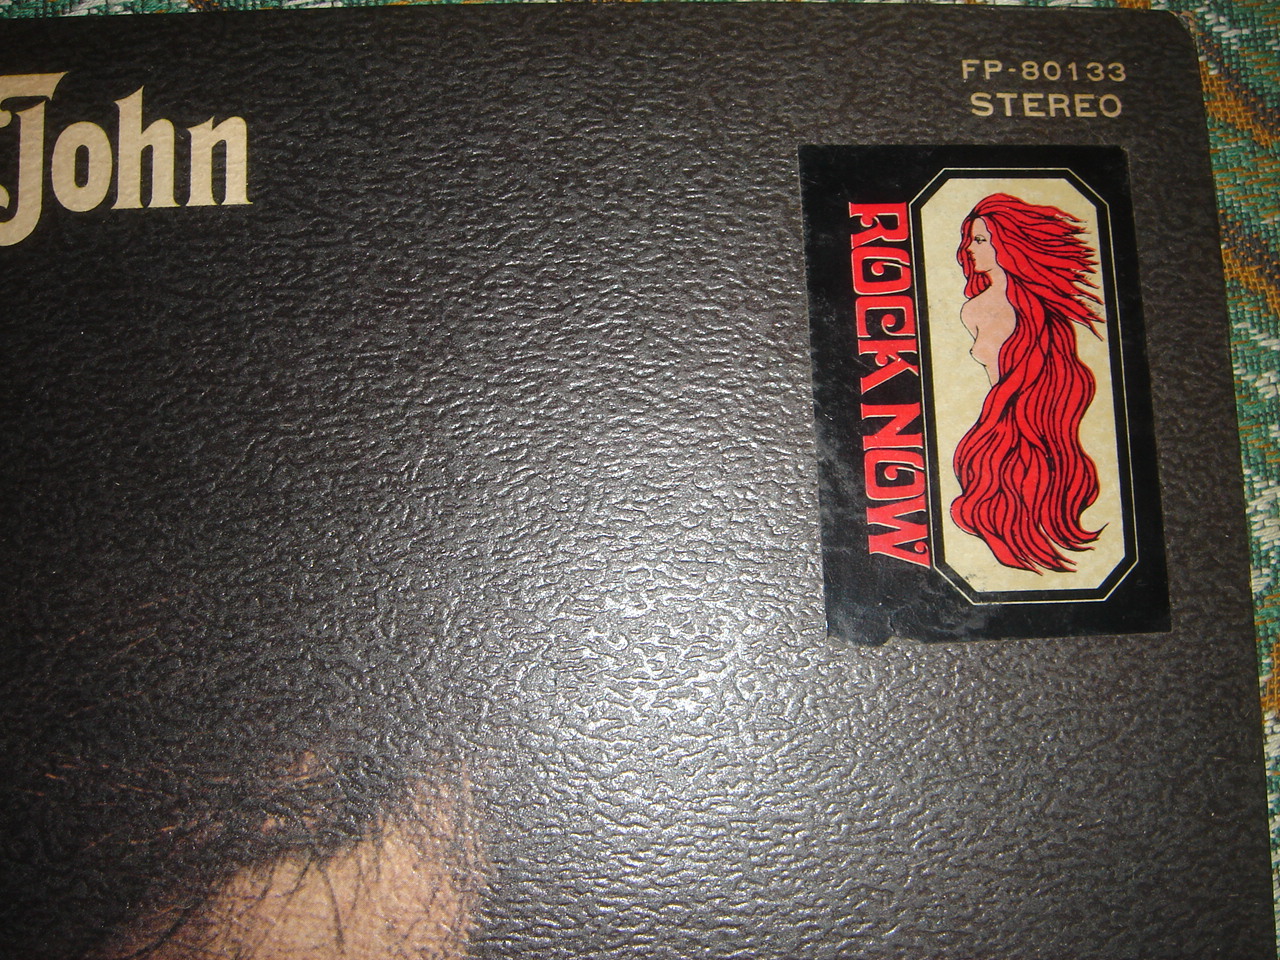 John
FP-80133
STEREO
ROCK NOW